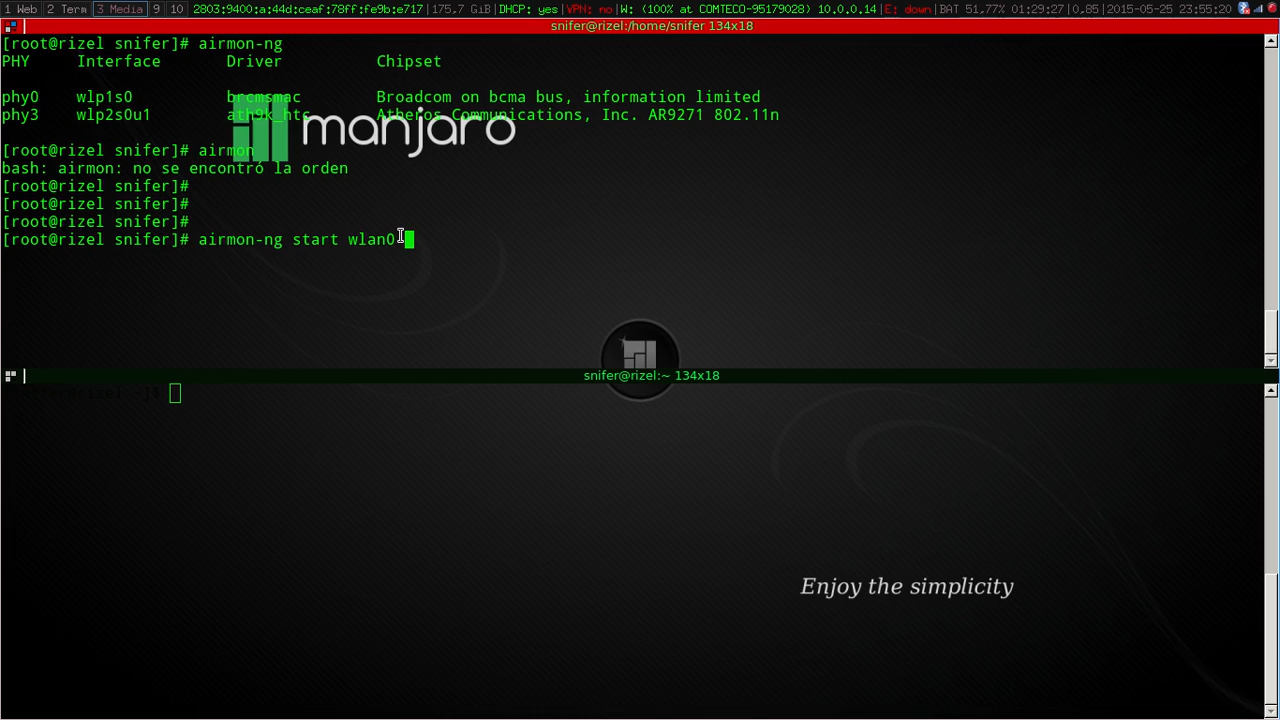 1 Web 2 Term 3 Media 9 10 2803:9400:a:44d:ceaf:78ff:fe9b:e717|175,7 GiB|DHCP: yes|VPN: no|W: (100% at COMTECO-95179028) 10.0.0.14|E: down|BAT 51,77% 01:29:27|0,85|2015-05-25 23:55:20
snifer@rizel:/home/snifer 134x18
[root@rizel snifer]# airmon-ng
PHY Interface Driver Chipset
phy0 wlp1s0 brcmsmac Broadcom on bcma bus, information limited
phy3 wlp2s0u1 ath9k_htc Atheros Communications, Inc. AR9271 802.11n
manjaro
[root@rizel snifer]# airmon
bash: airmon: no se encontró la orden
[root@rizel snifer]#
[root@rizel snifer]#
[root@rizel snifer]#
[root@rizel snifer]# airmon-ng start wlan0
snifer@rizel:~ 134x18
[snifer@rizel ~]$
Enjoy the simplicity